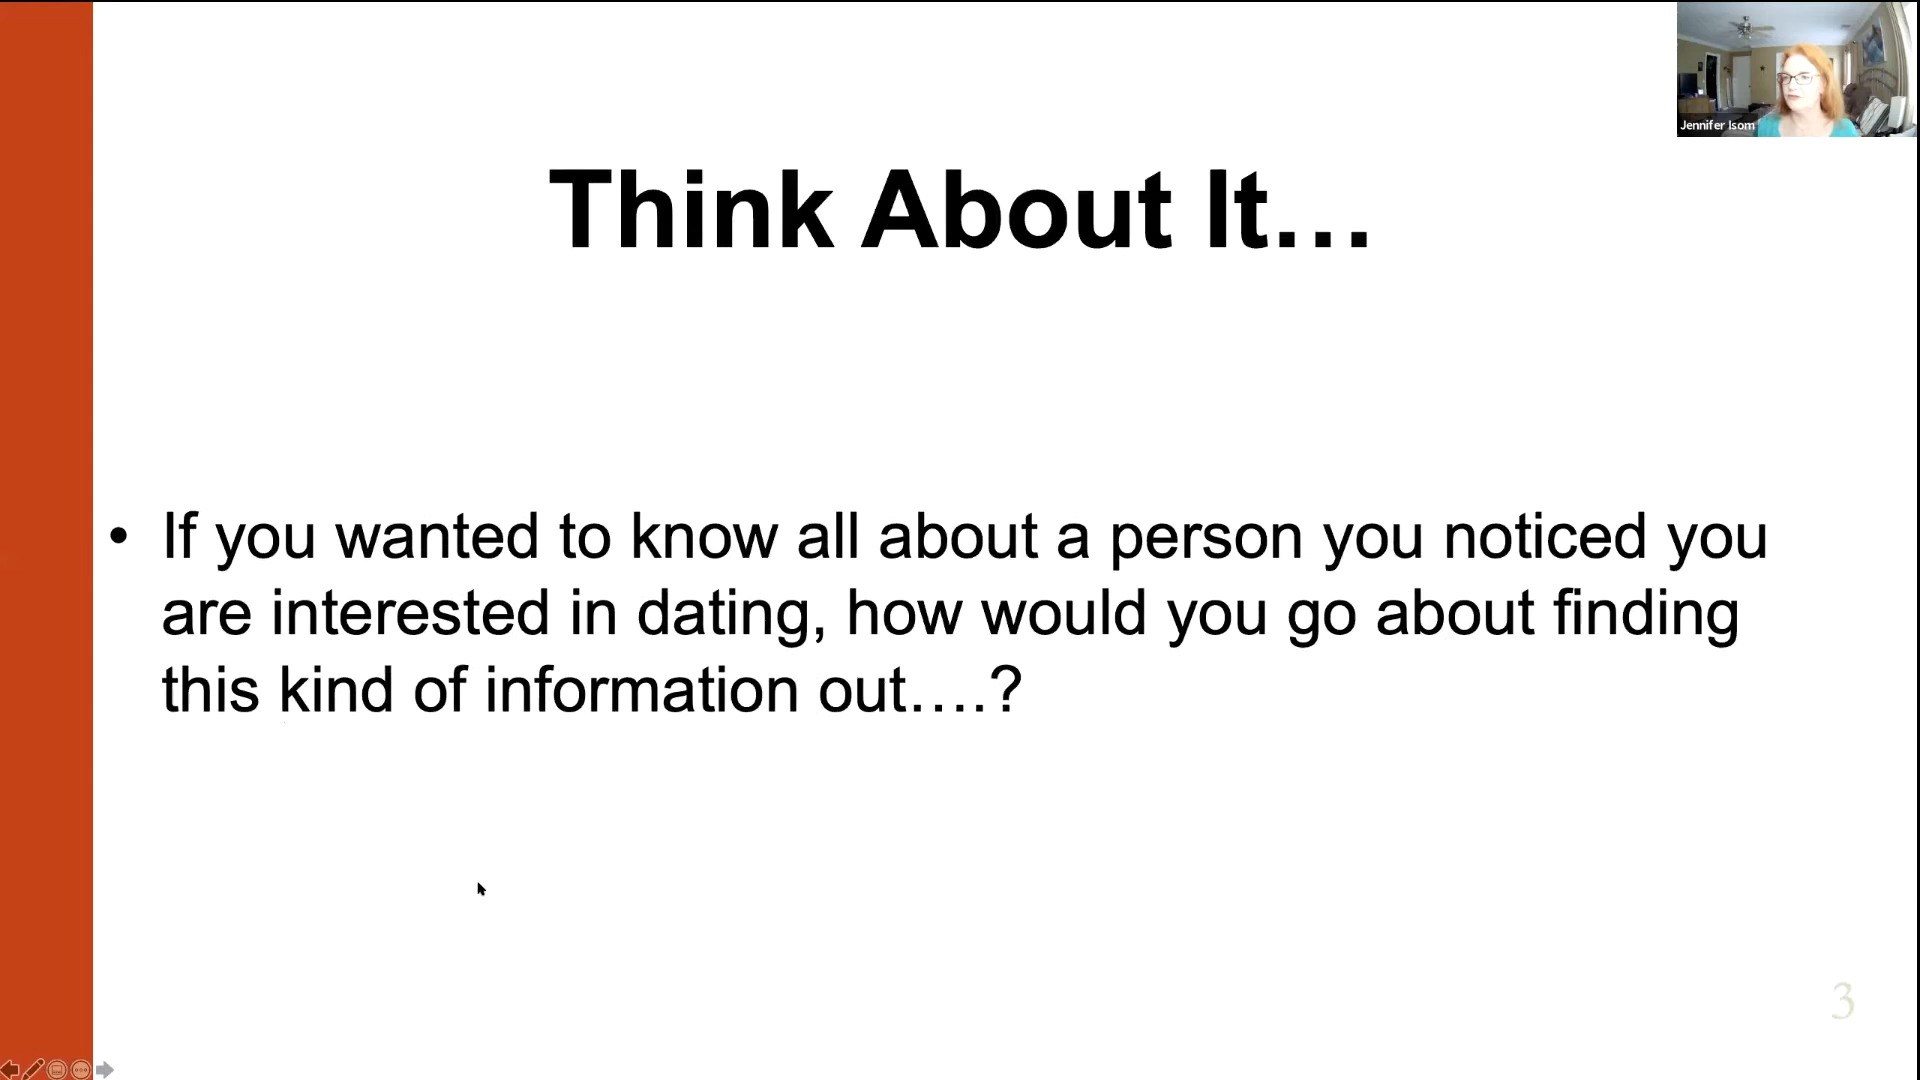 Jennifer Isom
Think About It…
• If you wanted to know all about a person you noticed you
are interested in dating, how would you go about finding
this kind of information out….?
3